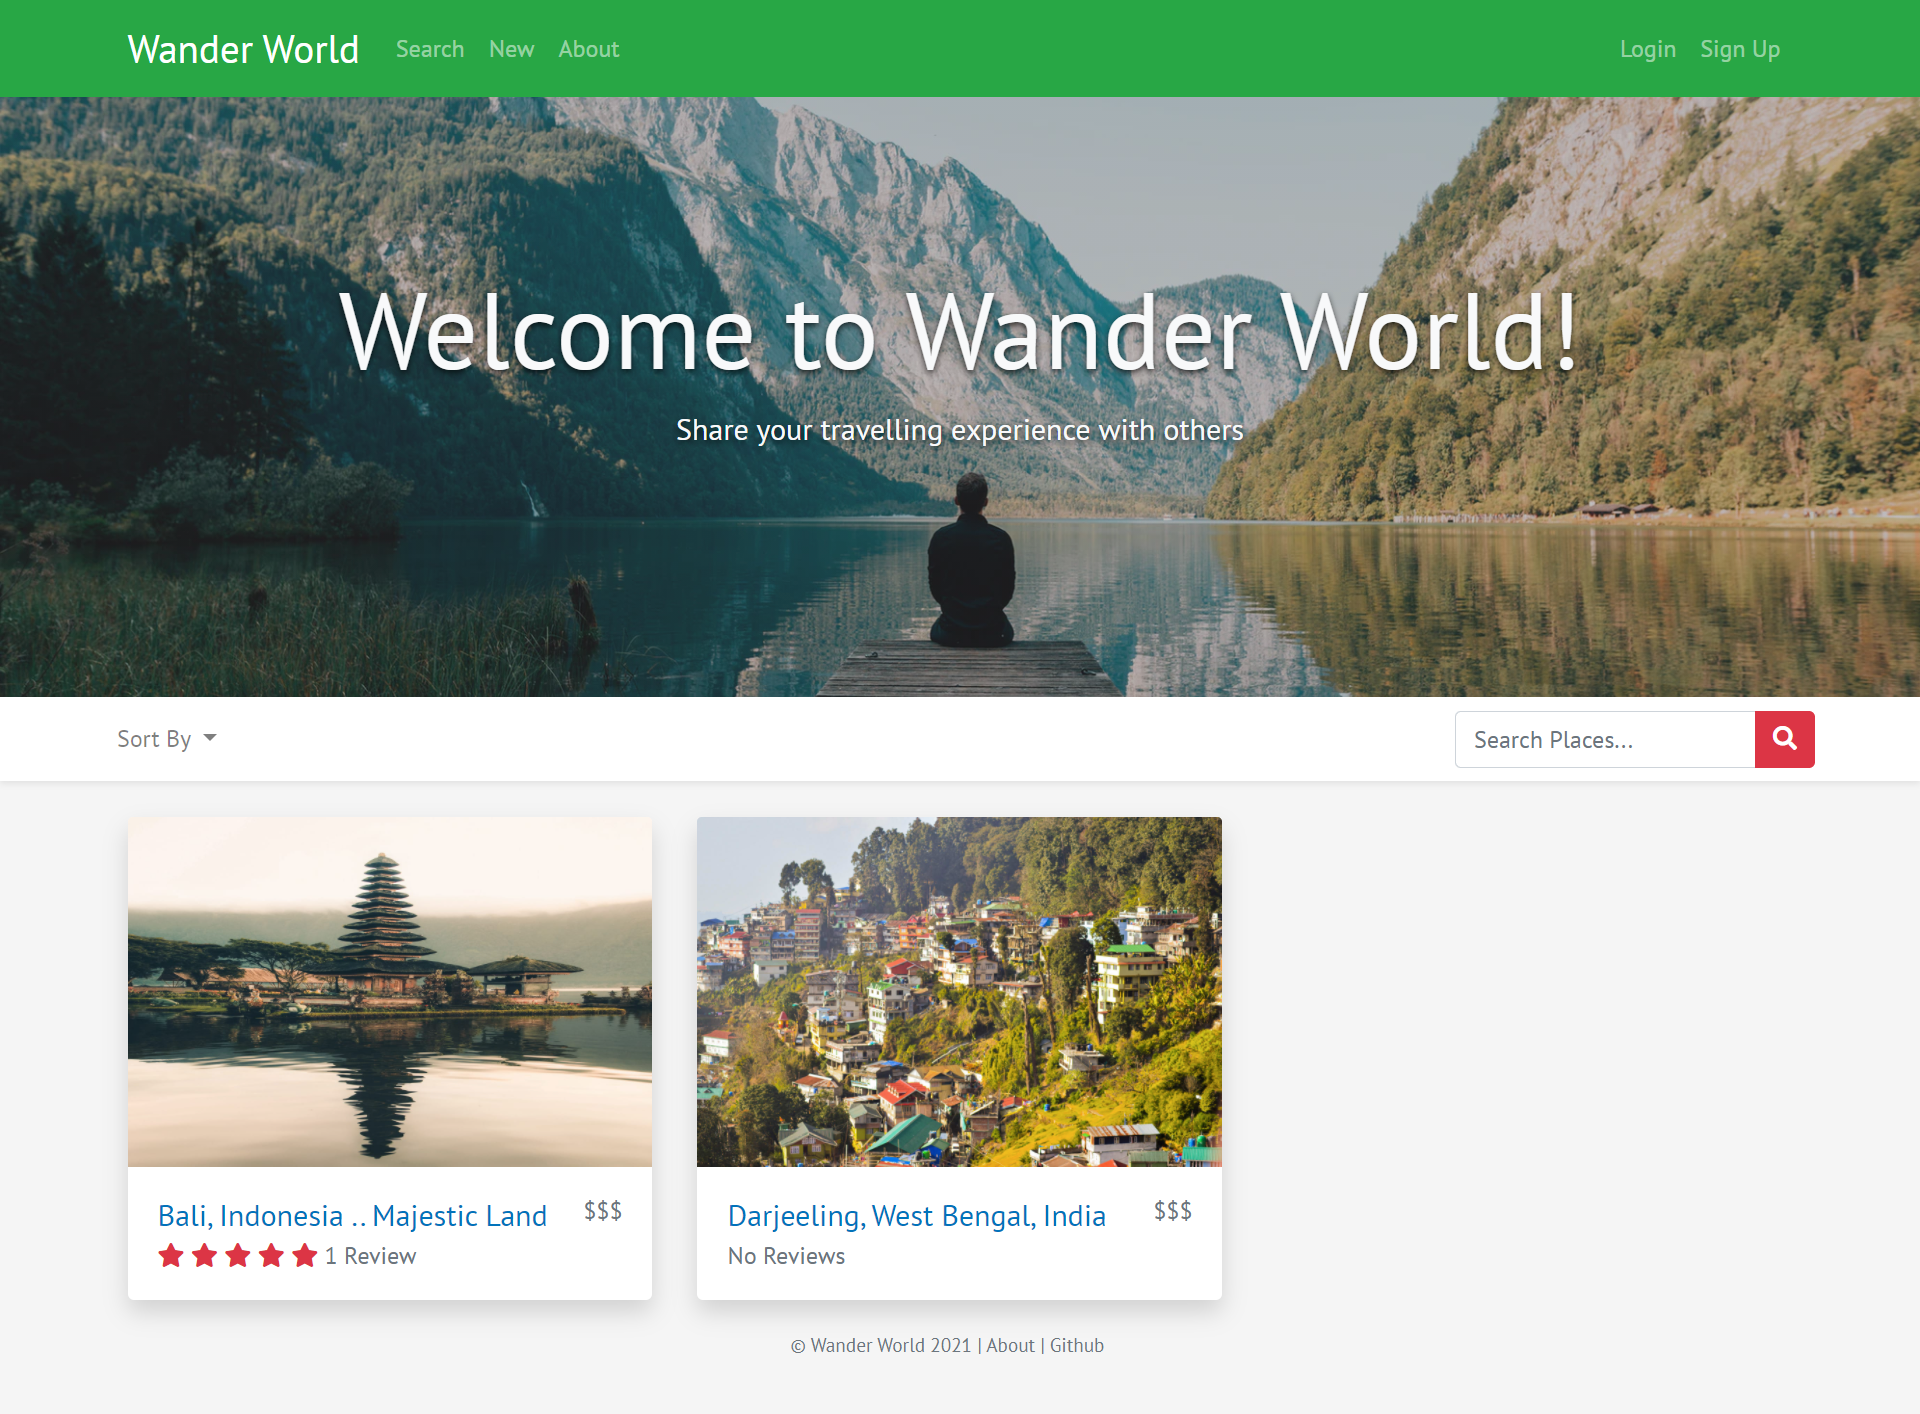 Wander World Search New About Login Sign Up
Welcome to Wander World!
Share your travelling experience with others
Sort By
Search Places...
Bali, Indonesia .. Majestic Land $$$
1 Review
Darjeeling, West Bengal, India $$$
No Reviews
© Wander World 2021 | About | Github